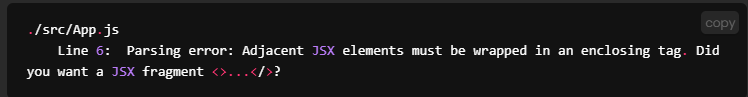 copy
./src/App.js
Line 6:  Parsing error: Adjacent JSX elements must be wrapped in an enclosing tag. Did
you want a JSX fragment <>...</>?